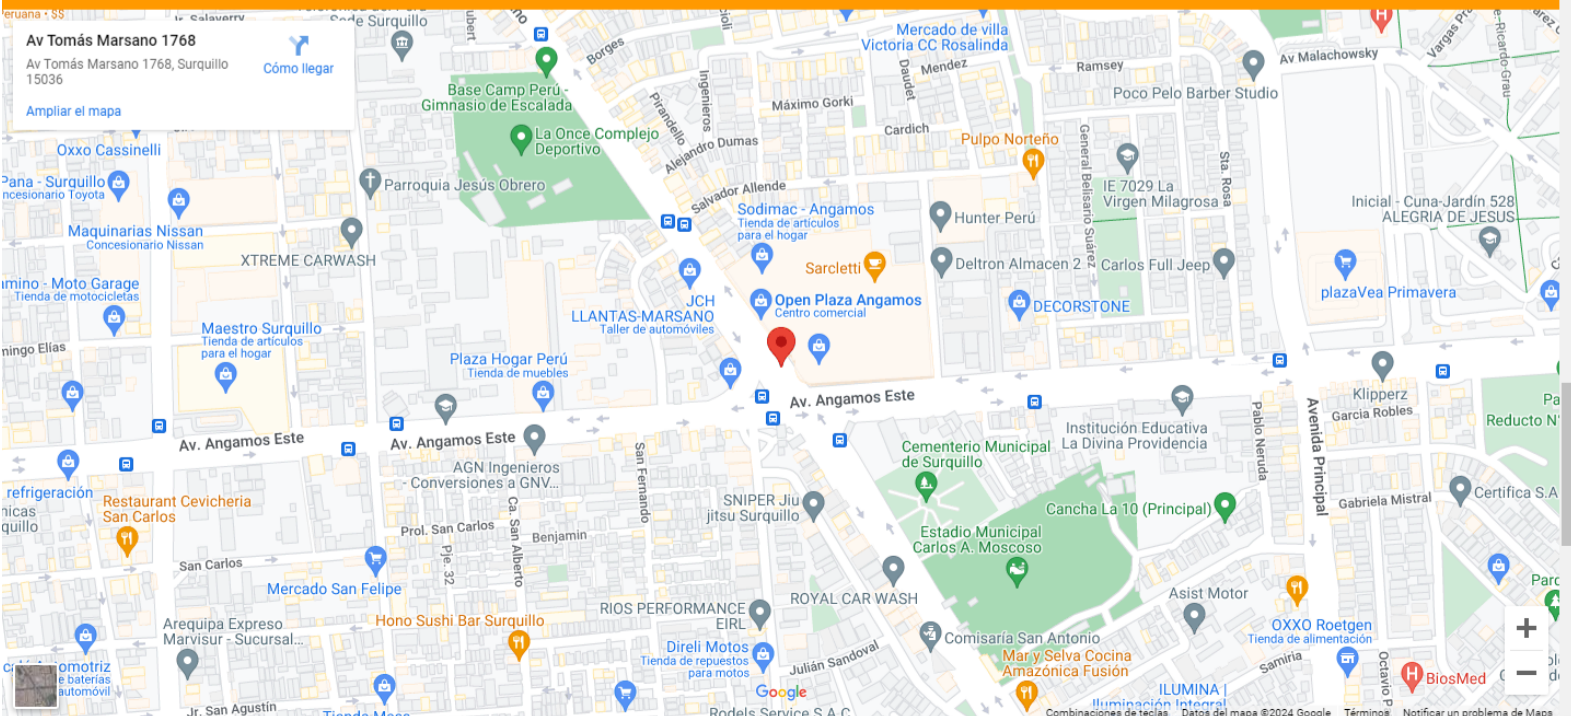 Av Tomás Marsano 1768
Av Tomás Marsano 1768, Surquillo
15036
Cómo llegar
Ampliar el mapa
Jr. Salaverry
Sede Surquillo
Borges
Base Camp Perú -
Gimnasio de Escalada
La Once Complejo
Deportivo
Pirandello
Ingenieros
Máximo Gorki
Alejandro Dumas
Salvador Allende
Mercado de villa
Victoria CC Rosalinda
Daudet
Mendez
Cardich
Ramsey
Poco Pelo Barber Studio
Av Malachowsky
Pulpo Norteño
General Belisario Suárez
Sta. Rosa
IE 7029 La
Virgen Milagrosa
Inicial - Cuna-Jardín 528
ALEGRIA DE JESUS
Oxxo Cassinelli
Pana - Surquillo
Maquinarias Nissan
Concesionario Nissan
Parroquia Jesús Obrero
XTREME CARWASH
Sodimac - Angamos
Tienda de artículos
para el hogar
Hunter Perú
Sarcletti
Deltron Almacen 2
Carlos Full Jeep
plazaVea Primavera
Moto Garage
Tienda de motocicletas
JCH
LLANTAS-MARSANO
Taller de automóviles
Open Plaza Angamos
Centro comercial
DECORSTONE
Maestro Surquillo
Tienda de artículos
para el hogar
Plaza Hogar Perú
Tienda de muebles
Klipperz
Garcia Robles
Av. Angamos Este
Av. Angamos Este
Av. Angamos Este
Institución Educativa
La Divina Providencia
Pablo Neruda
Avenida Principal
Reducto N°
AGN Ingenieros
- Conversiones a GNV...
San Fernando
Cementerio Municipal
de Surquillo
refrigeración
Restaurant Cevicheria
San Carlos
Ca. San Alberto
SNIPER Jiu
jitsu Surquillo
Cancha La 10 (Principal)
Gabriela Mistral
Certifica S.A
Prol. San Carlos
Pje. 32
Benjamin
Estadio Municipal
Carlos A. Moscoso
San Carlos
Mercado San Felipe
ROYAL CAR WASH
Asist Motor
Arequipa Expreso
Marvisur - Sucursal...
Hono Sushi Bar Surquillo
RIOS PERFORMANCE
EIRL
Comisaría San Antonio
OXXO Roetgen
Tienda de alimentación
Direli Motos
Tienda de repuestos
para motos
Julián Sandoval
Mar y Selva Cocina
Amazónica Fusión
Samiria
Octavio P
BiosMed
Jr. San Agustín
Google
Rodels Service S.A.C
ILUMINA |
Iluminación Integral
Combinaciones de teclas
Datos del mapa ©2024 Google
Términos
Notificar un problema de Maps